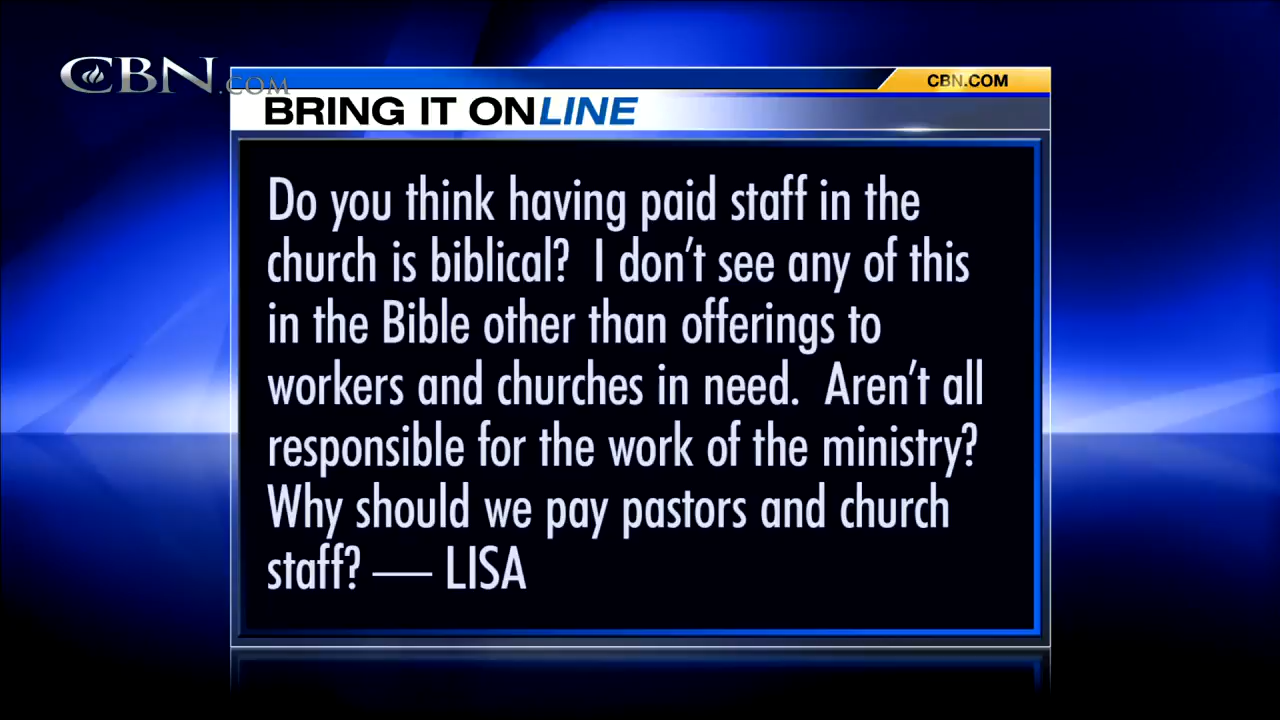 CBN.COM
CBN.COM
BRING IT ONLINE
Do you think having paid staff in the
church is biblical?  I don’t see any of this
in the Bible other than offerings to
workers and churches in need.  Aren’t all
responsible for the work of the ministry?
Why should we pay pastors and church
staff? — LISA